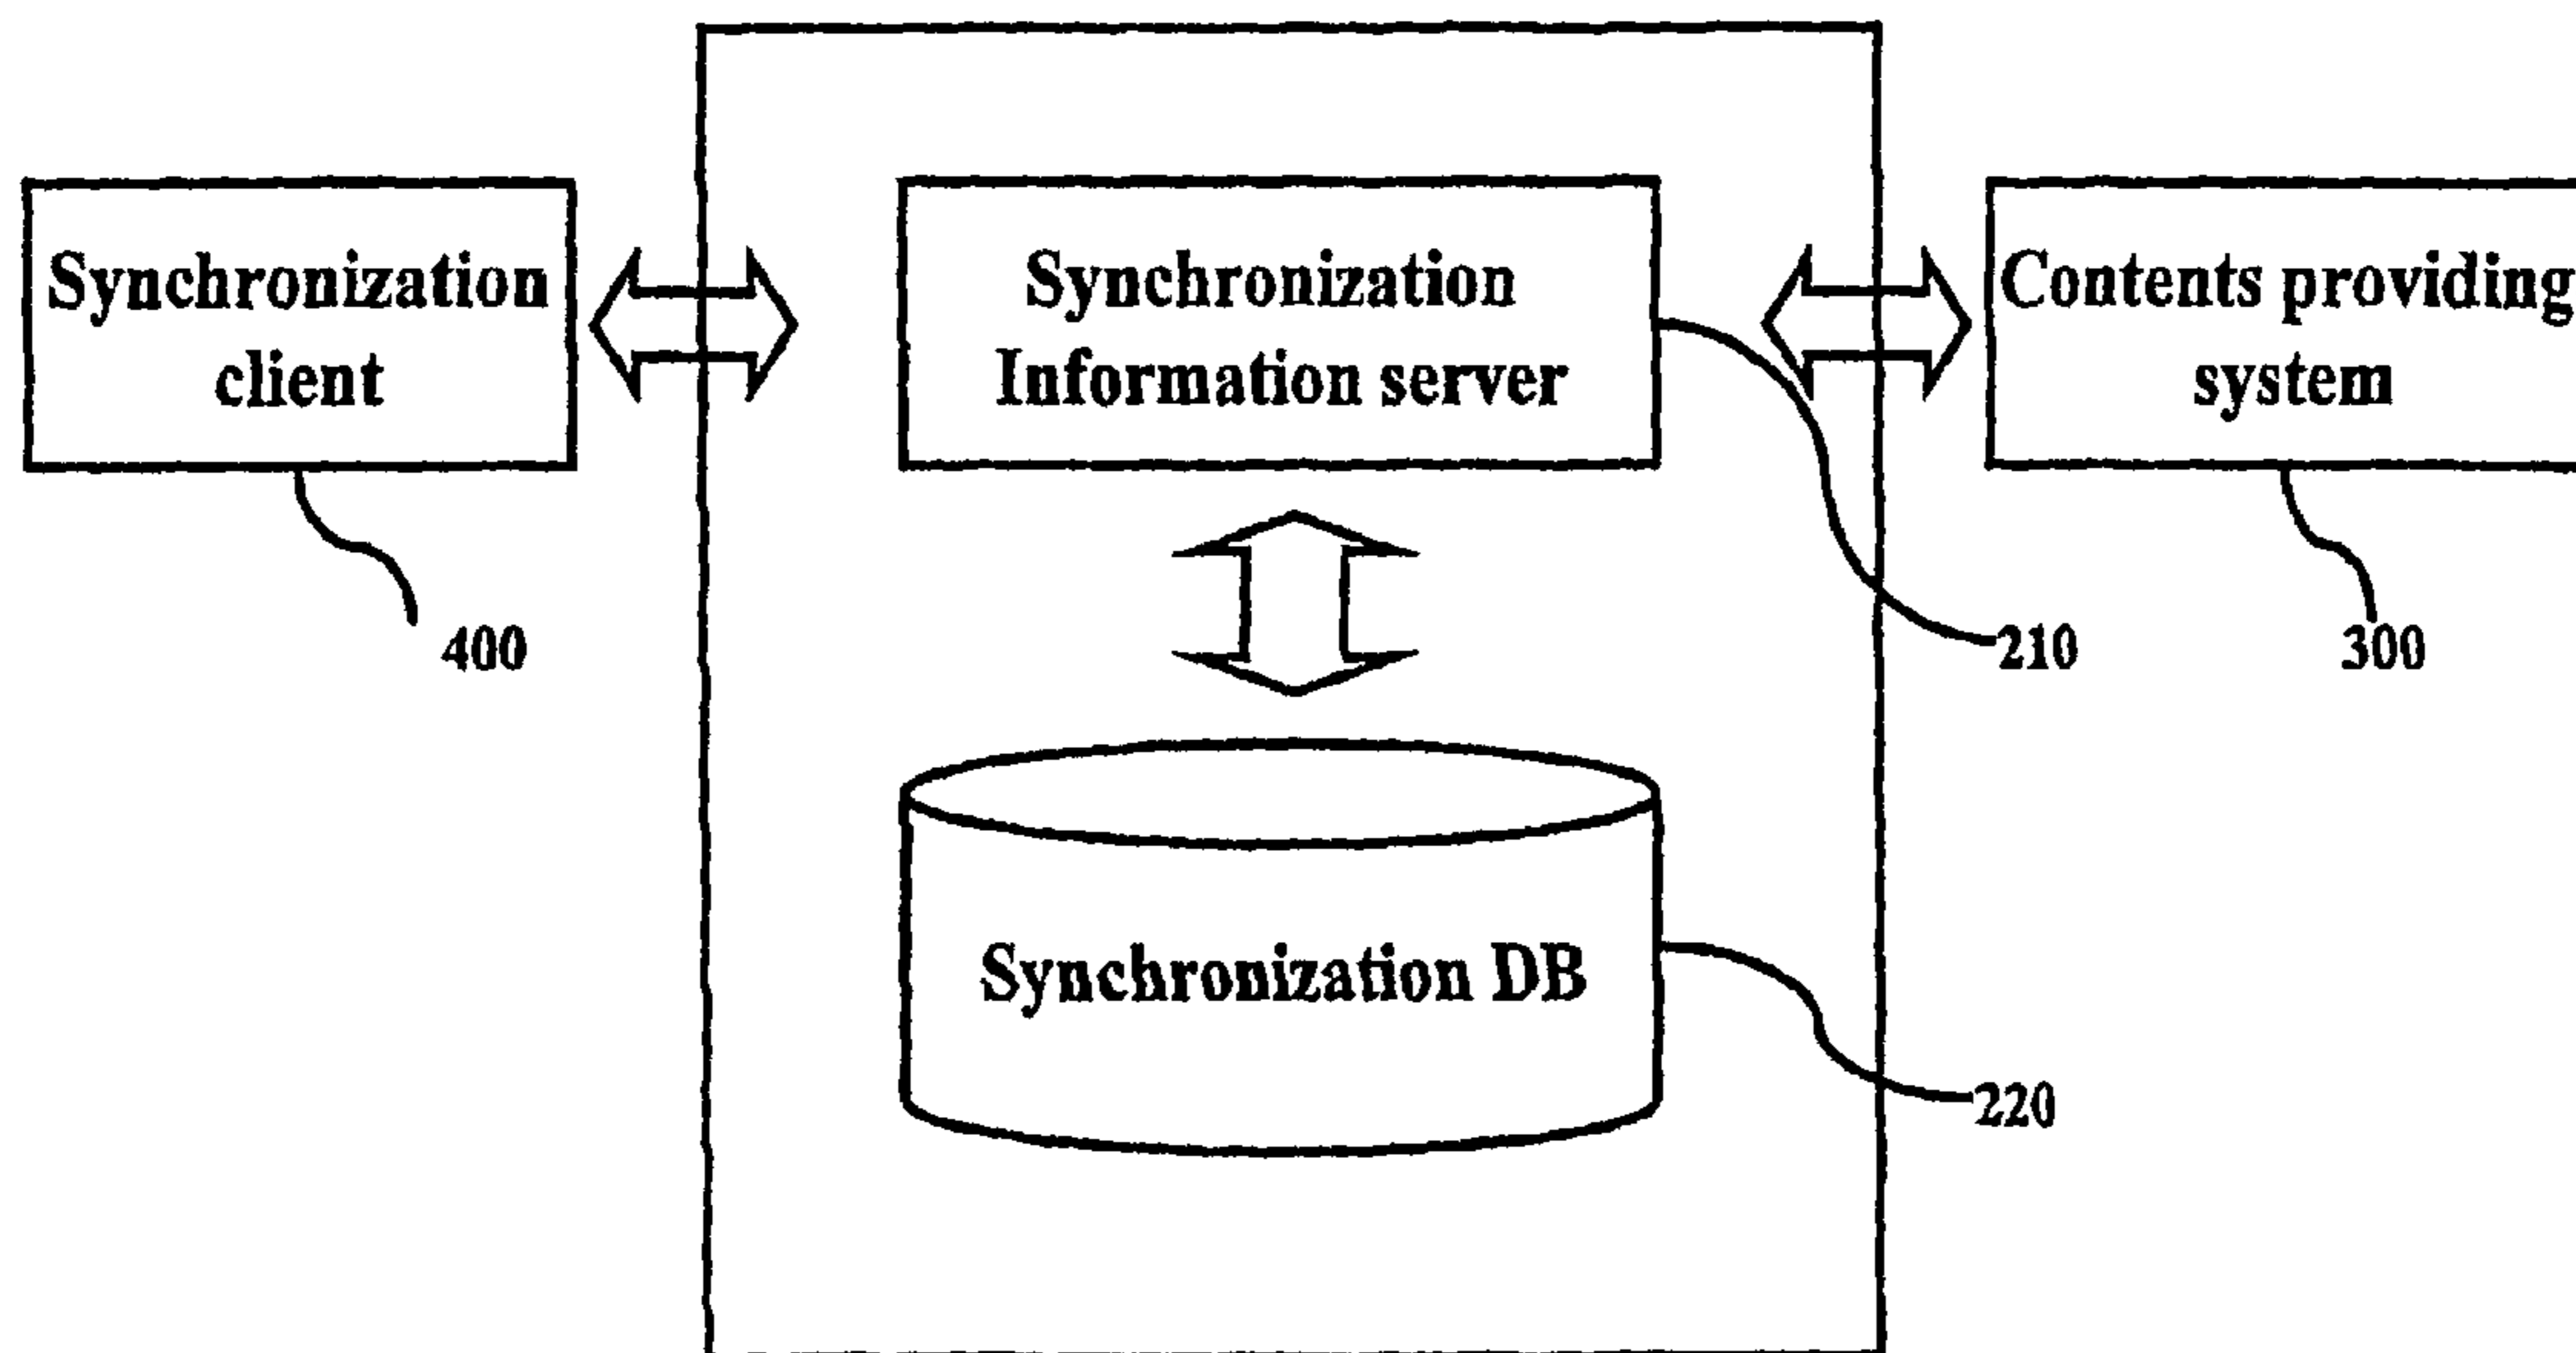 Synchronization
client
Synchronization
Information server
Contents providing
system
400
210
300
Synchronization DB
220